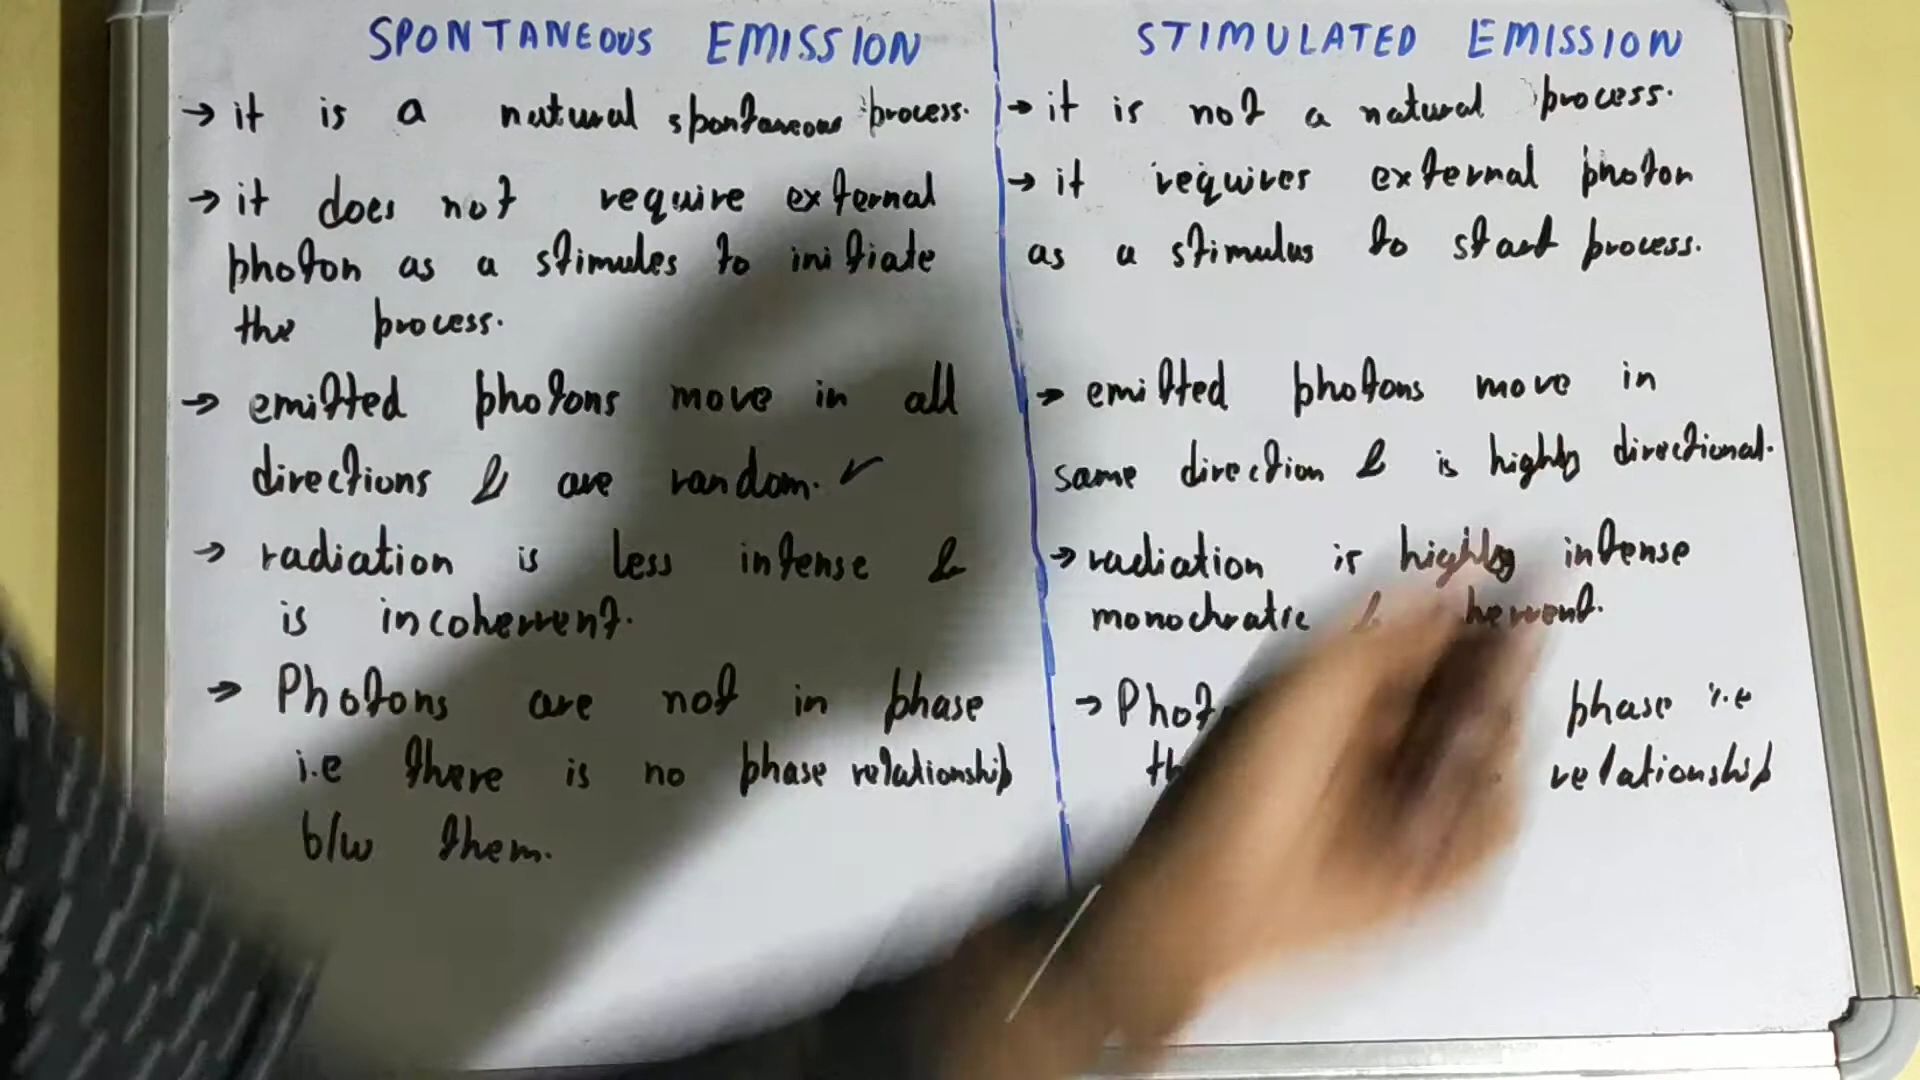 SPONTANEOUS EMISSION
→ it is a natural spontaneous process.
→ it does not require external
photon as a stimules to initiate
the process.
→ emitted photons move in all
directions & are random. ✓
→ radiation is less intense &
is incoherrent.
→ Photons are not in phase
i.e there is no phase relationship
b/w them.
STIMULATED EMISSION
→ it is not a natural process.
→ it requires external photon
as a stimulus to start process.
→ emitted photons move in
same direction & is highly directional.
→ radiation is highly intense
monochratic &
→ phase i.e
relationship